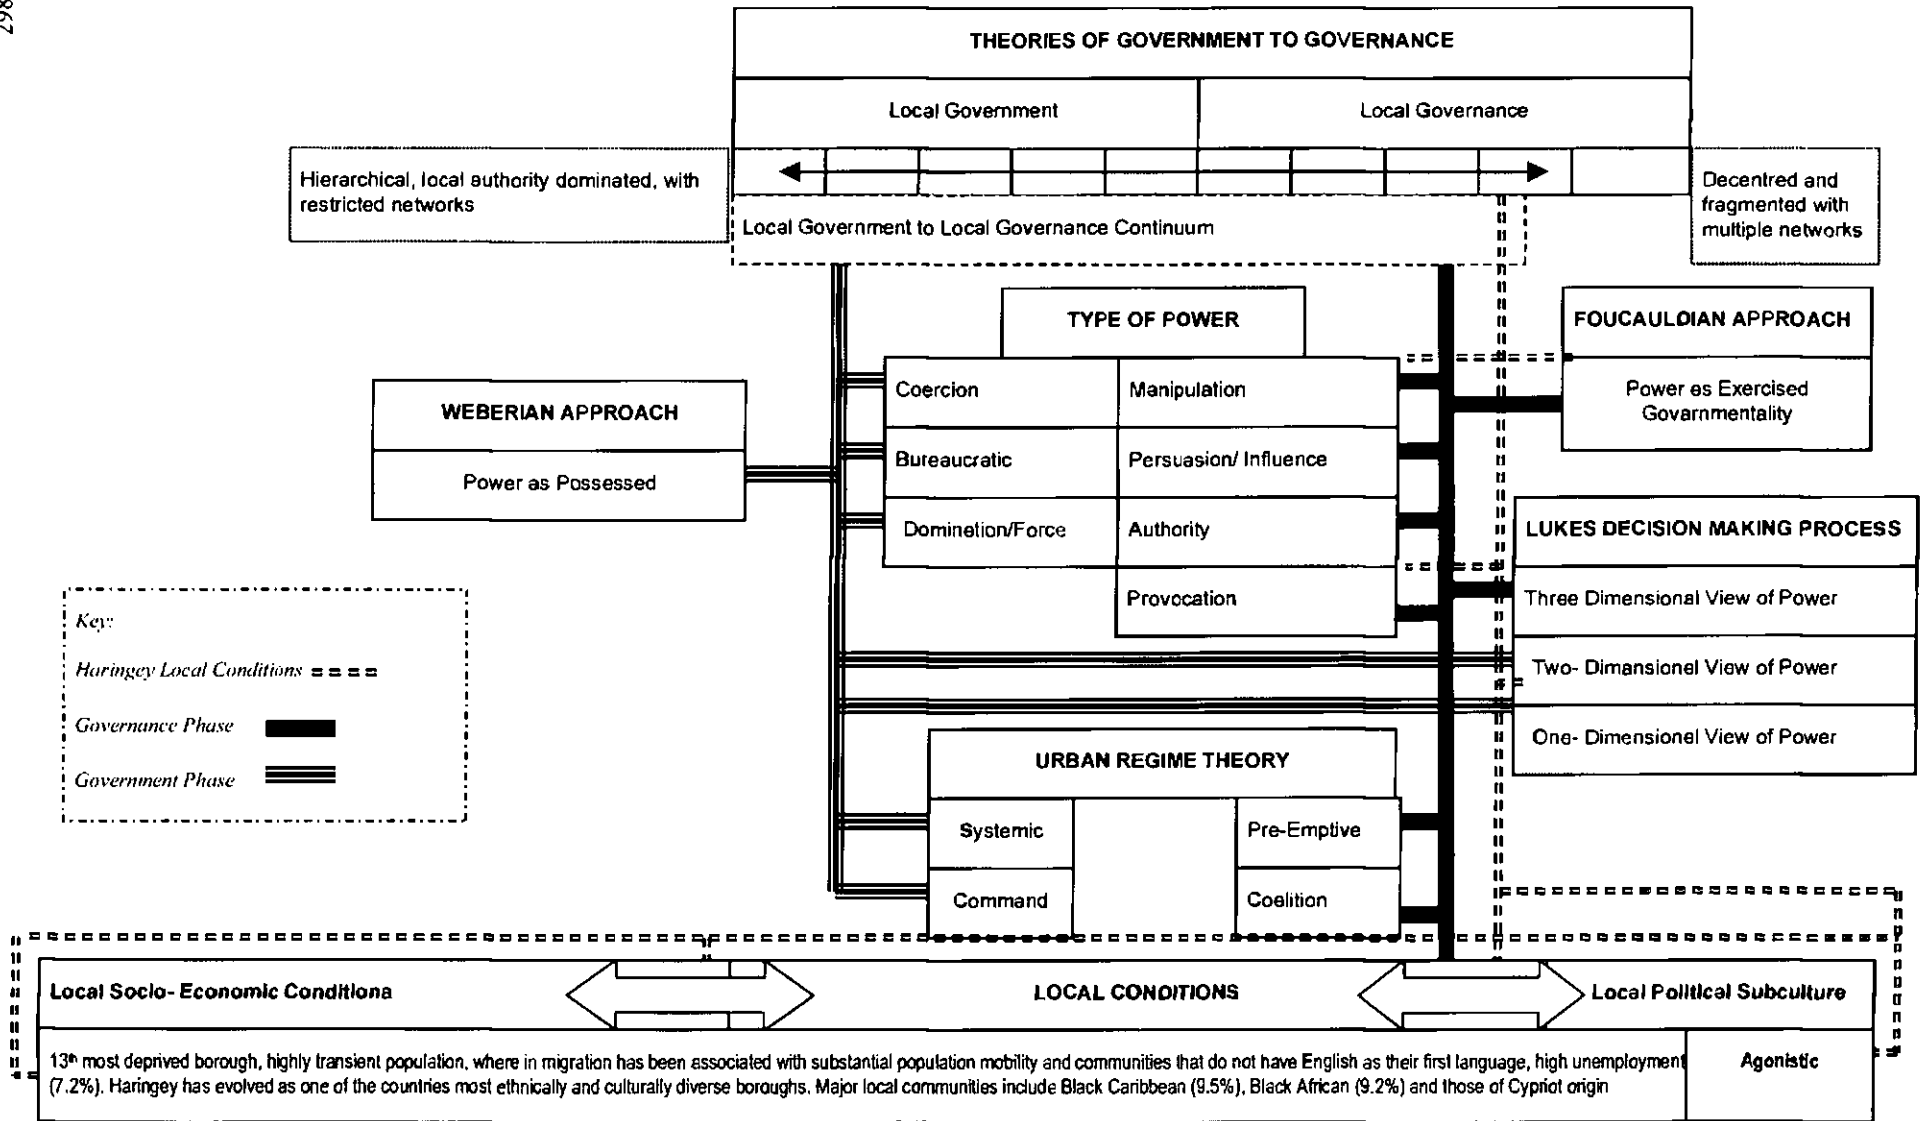 298
THEORIES OF GOVERNMENT TO GOVERNANCE
Local Government
Local Governance
Hierarchical, local authority dominated, with
restricted networks
Decentred and
fragmented with
multiple networks
Local Government to Local Governance Continuum
TYPE OF POWER
Coercion
Manipulation
Bureaucratic
Persuasion/ Influence
Domination/Force
Authority
Provocation
FOUCAULDIAN APPROACH
Power as Exercised
Governmentality
WEBERIAN APPROACH
Power as Possessed
LUKES DECISION MAKING PROCESS
Three Dimensional View of Power
Two- Dimensional View of Power
One- Dimensional View of Power
Key:
Haringey Local Conditions
Governance Phase
Government Phase
URBAN REGIME THEORY
Systemic
Pre-Emptive
Command
Coalition
Local Socio- Economic Conditions
LOCAL CONDITIONS
Local Political Subculture
13th most deprived borough, highly transient population, where in migration has been associated with substantial population mobility and communities that do not have English as their first language, high unemployment
(7.2%). Haringey has evolved as one of the countries most ethnically and culturally diverse boroughs. Major local communities include Black Caribbean (9.5%), Black African (9.2%) and those of Cypriot origin
Agonistic